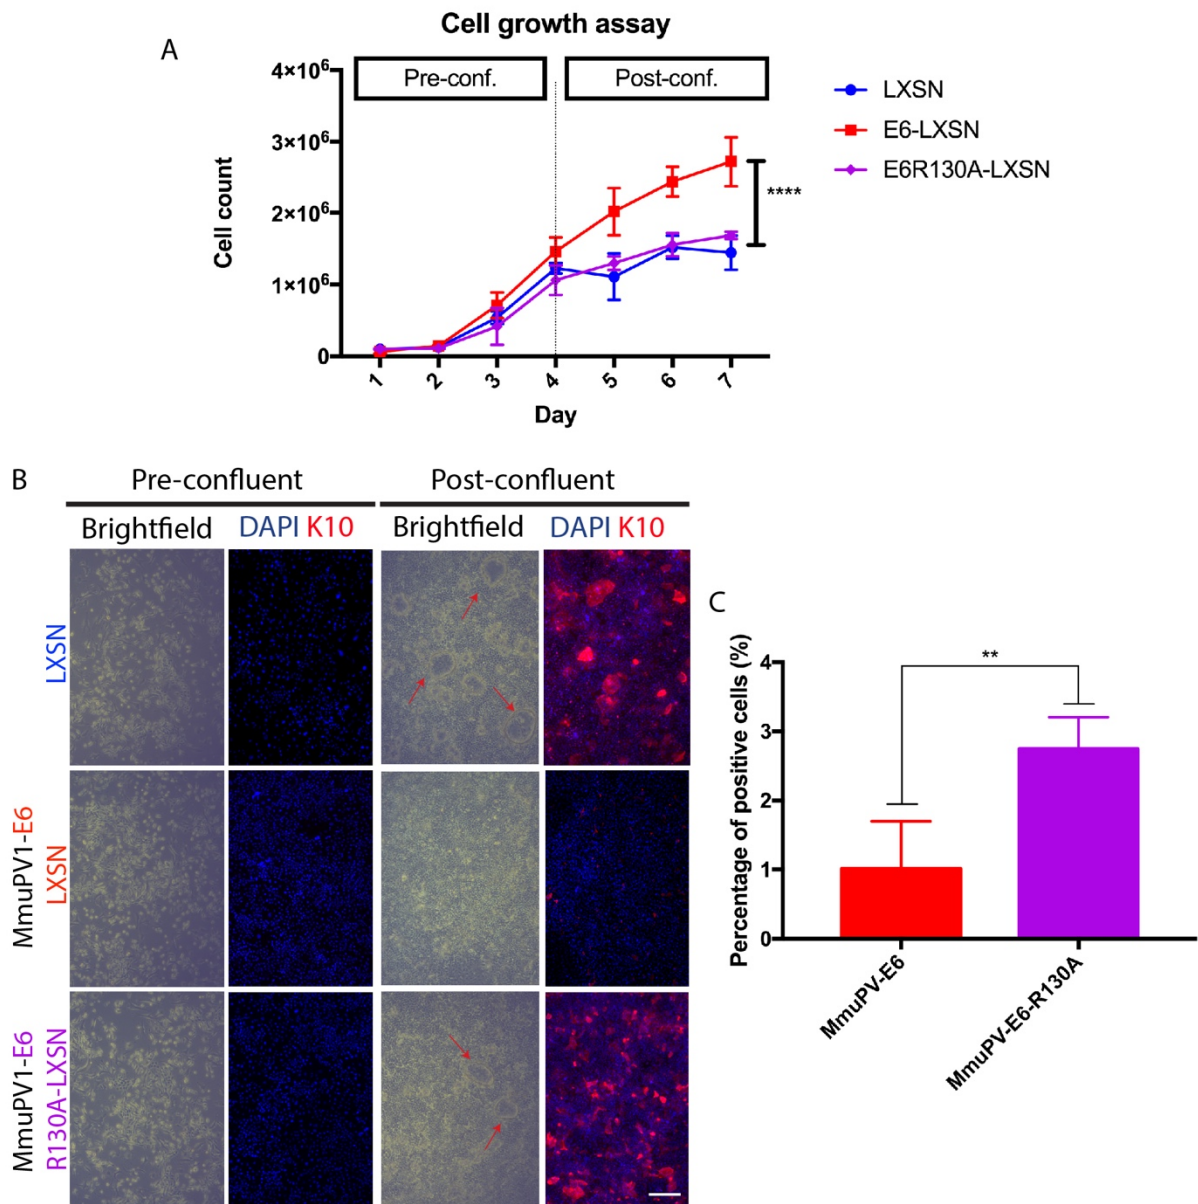 A
Cell growth assay
Pre-conf.
Post-conf.
4×10⁶
3×10⁶
2×10⁶
1×10⁶
0
Cell count
1 2 3 4 5 6 7
Day
LXSN
E6-LXSN
E6R130A-LXSN
****
B
Pre-confluent
Post-confluent
Brightfield
DAPI K10
Brightfield
DAPI K10
LXSN
MmuPV1-E6
LXSN
MmuPV1-E6
R130A-LXSN
C
Percentage of positive cells (%)
4
3
2
1
0
**
MmuPV-E6
MmuPV-E6-R130A